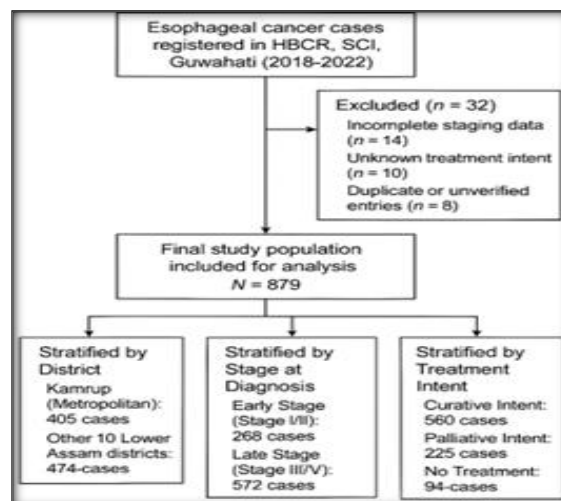 Esophageal cancer cases
registered in HBCR, SCI,
Guwahati (2018-2022)
Excluded (n = 32)
Incomplete staging data
(n = 14)
Unknown treatment intent
(n = 10)
Duplicate or unverified
entries (n = 8)
Final study population
included for analysis
N = 879
Stratified by
District
Kamrup
(Metropolitan):
405 cases
Other 10 Lower
Assam districts:
474-cases
Stratified by
Stage at
Diagnosis
Early Stage
(Stage I/II):
268 cases
Late Stage
(Stage III/V):
572 cases
Stratified by
Treatment
Intent
Curative Intent:
560 cases
Palliative Intent:
225 cases
No Treatment:
94-cases